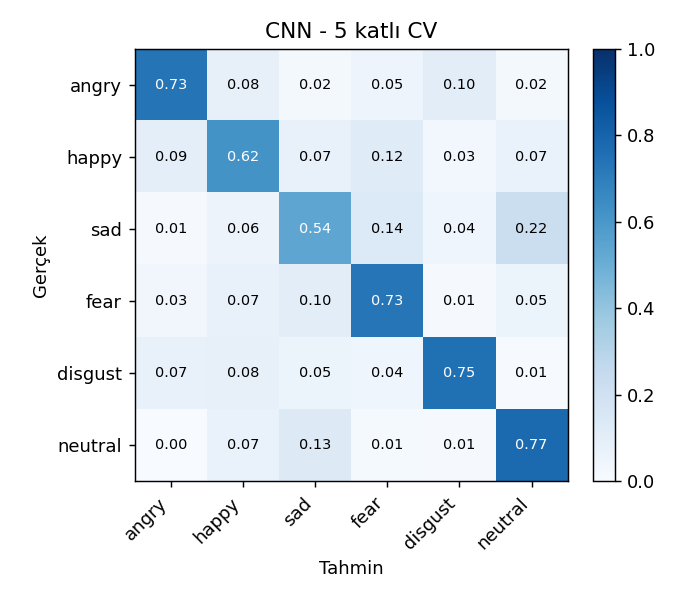 CNN - 5 katlı CV
1.0
angry 0.73 0.08 0.02 0.05 0.10 0.02
0.8
happy 0.09 0.62 0.07 0.12 0.03 0.07
0.6
sad 0.01 0.06 0.54 0.14 0.04 0.22
Gerçek
fear 0.03 0.07 0.10 0.73 0.01 0.05
0.4
disgust 0.07 0.08 0.05 0.04 0.75 0.01
0.2
neutral 0.00 0.07 0.13 0.01 0.01 0.77
0.0
angry happy sad fear disgust neutral
Tahmin